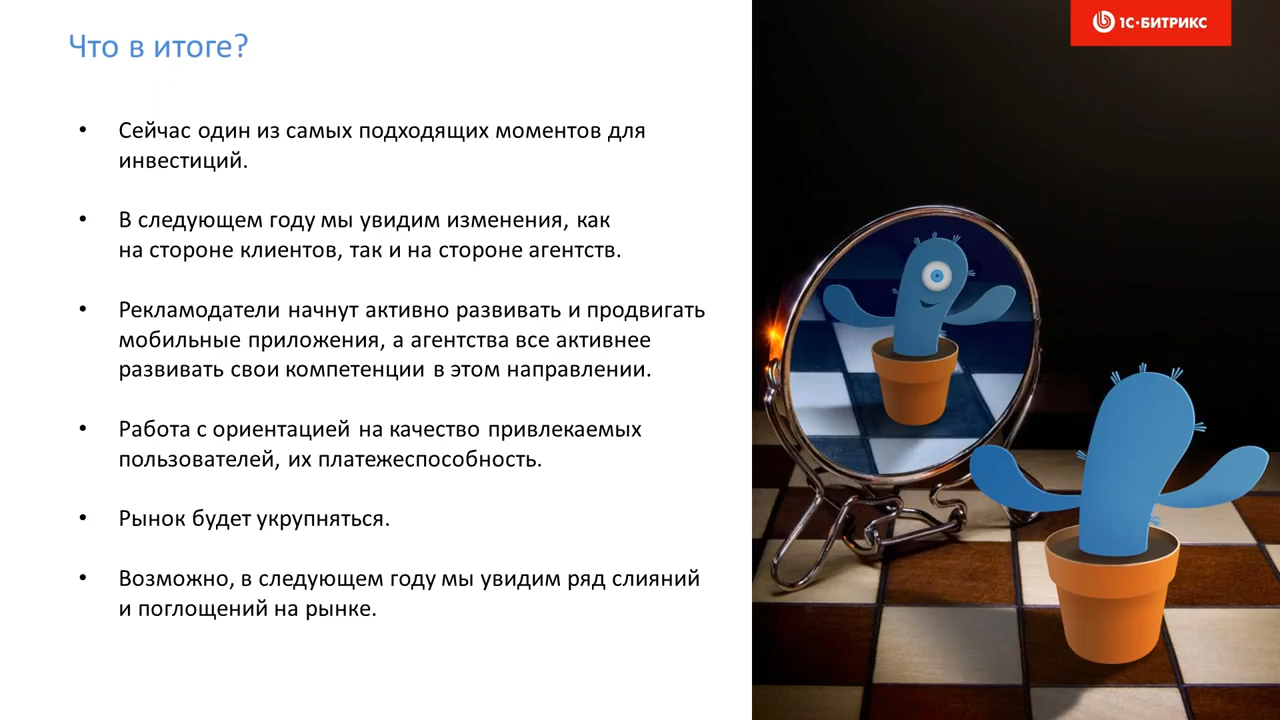 Что в итоге?
1С·БИТРИКС
• Сейчас один из самых подходящих моментов для
инвестиций.
• В следующем году мы увидим изменения, как
на стороне клиентов, так и на стороне агентств.
• Рекламодатели начнут активно развивать и продвигать
мобильные приложения, а агентства все активнее
развивать свои компетенции в этом направлении.
• Работа с ориентацией на качество привлекаемых
пользователей, их платежеспособность.
• Рынок будет укрупняться.
• Возможно, в следующем году мы увидим ряд слияний
и поглощений на рынке.